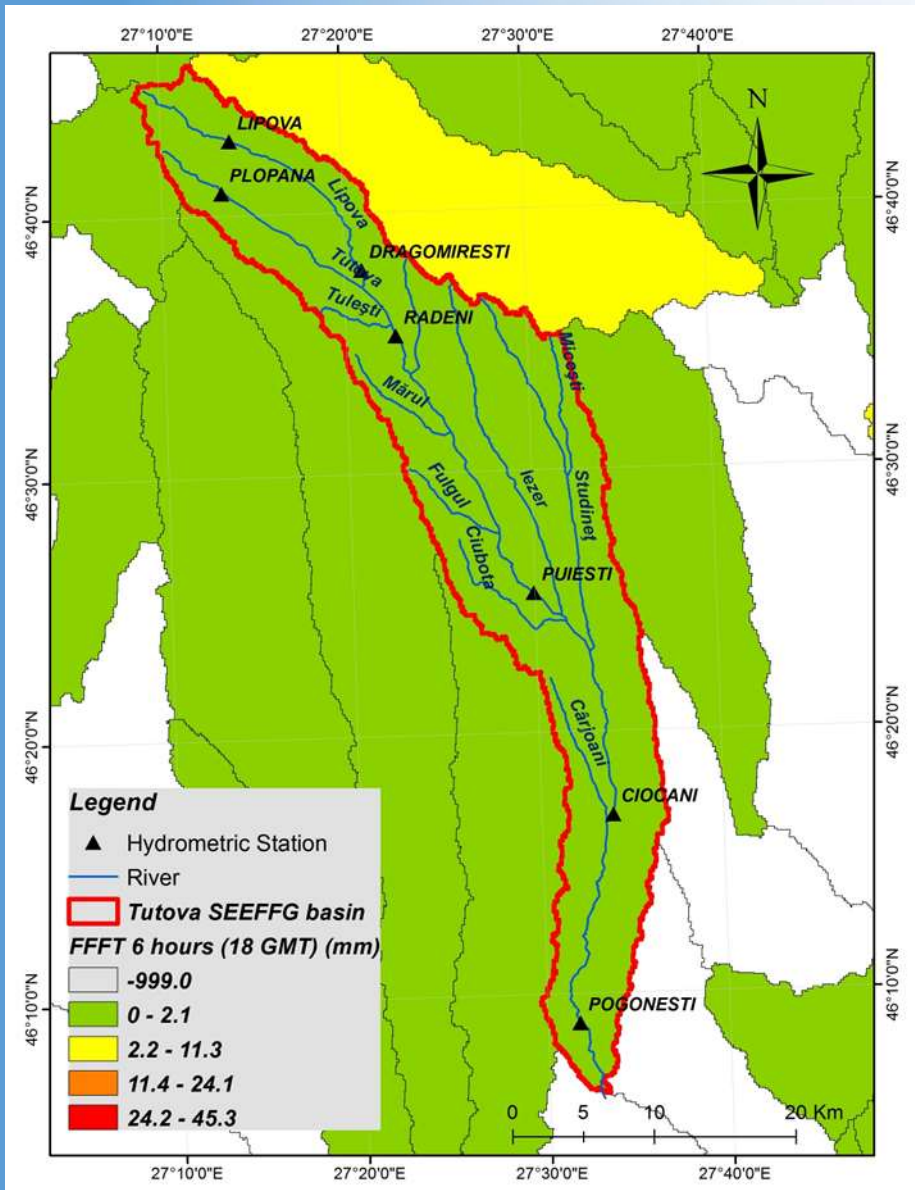 27°10'0"E
27°20'0"E
27°30'0"E
27°40'0"E
N
LIPOVA
PLOPANA
Lipova
46°40'0"N
46°40'0"N
DRAGOMIRESTI
Tutova
Tuleşti
RADENI
Micești
Mărul
46°30'0"N
46°30'0"N
Fulgul
Iezer
Studineţ
Ciubota
PUIESTI
46°20'0"N
46°20'0"N
Cârjoani
CIOCANI
Legend
Hydrometric Station
River
Tutova SEEFFG basin
FFFT 6 hours (18 GMT) (mm)
-999.0
0 - 2.1
2.2 - 11.3
11.4 - 24.1
24.2 - 45.3
46°10'0"N
46°10'0"N
POGONESTI
0 5 10 20 Km
27°10'0"E
27°20'0"E
27°30'0"E
27°40'0"E